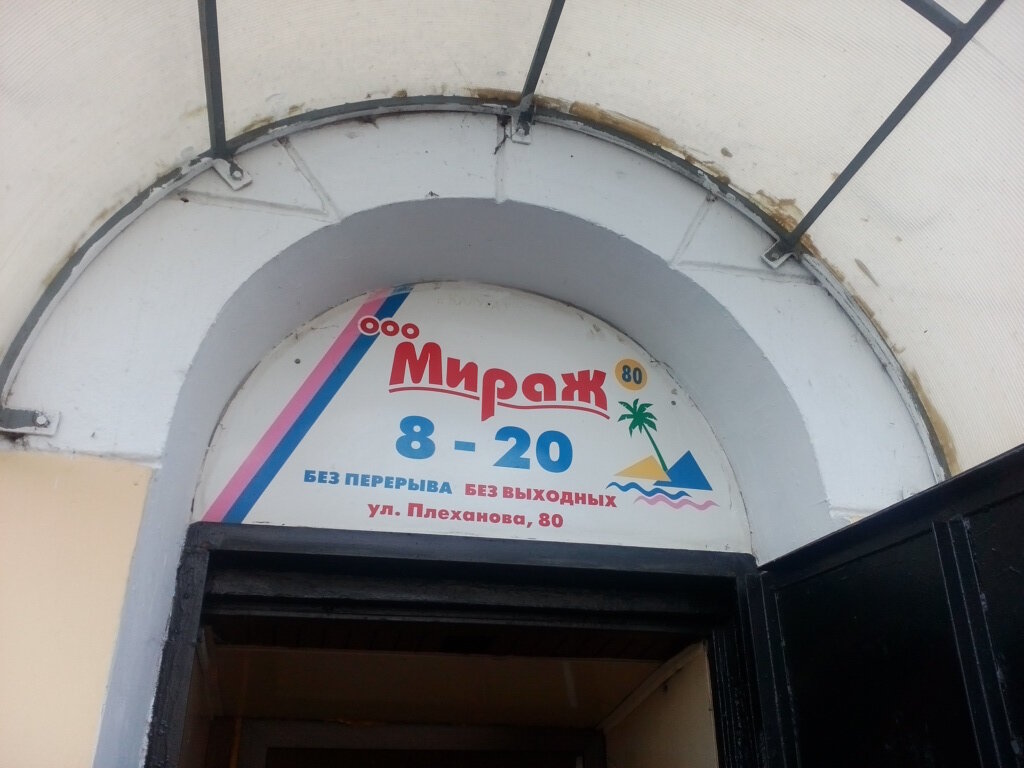 ООО
Мираж 80
8 - 20
БЕЗ ПЕРЕРЫВА БЕЗ ВЫХОДНЫХ
ул. Плеханова, 80